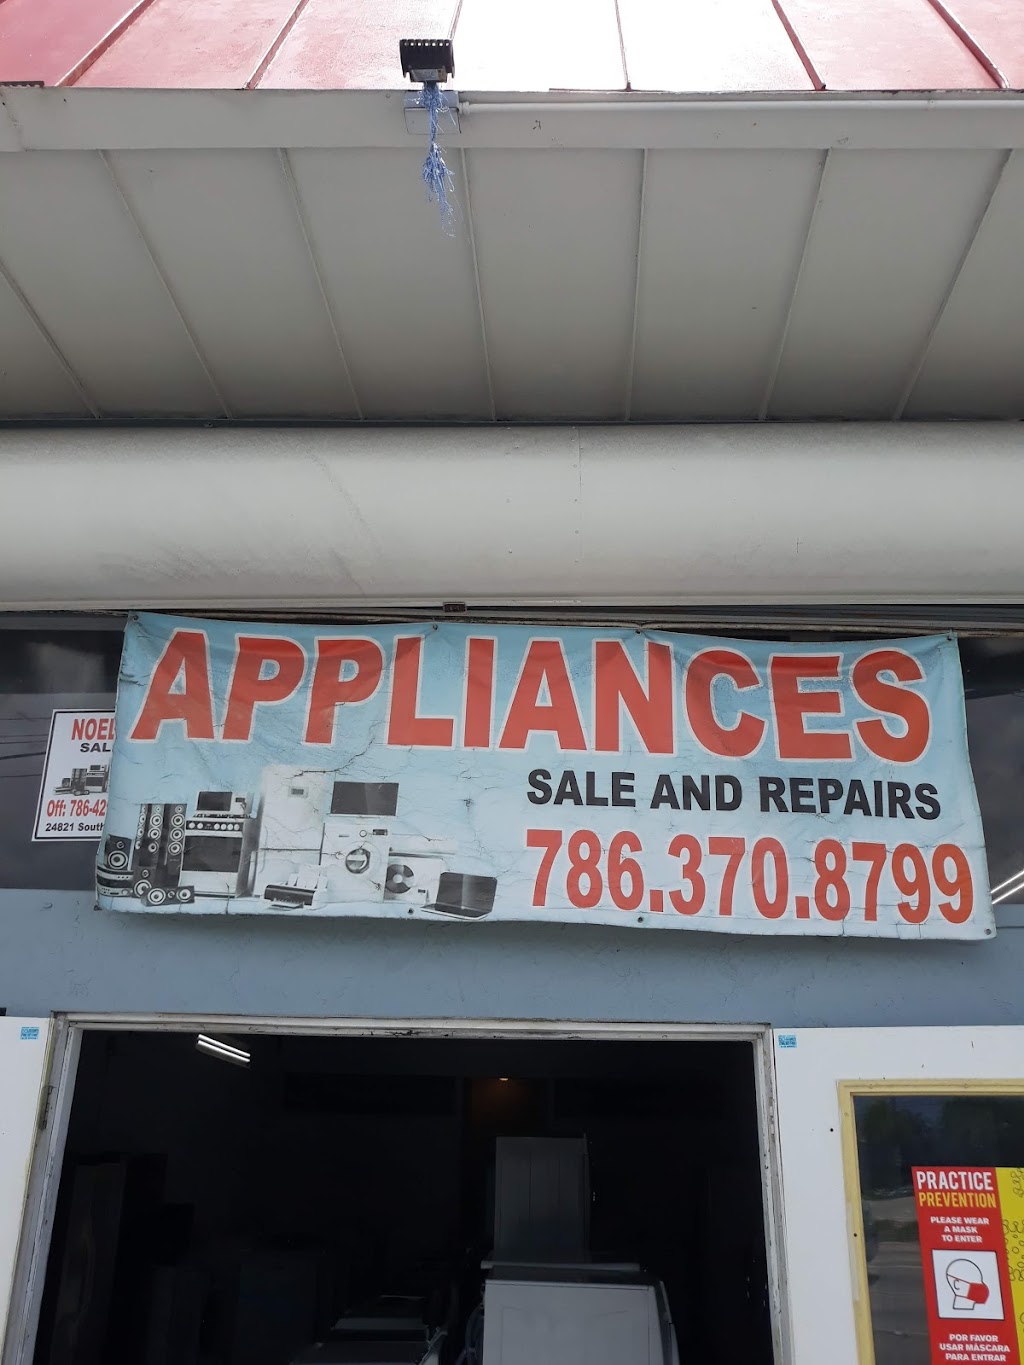 APPLIANCES
SALE AND REPAIRS
786.370.8799
NOEL
Off: 786-42
24821 South
PRACTICE
PREVENTION
PLEASE WEAR
A MASK
TO ENTER
POR FAVOR
USAR MÁSCARA
PARA ENTRAR